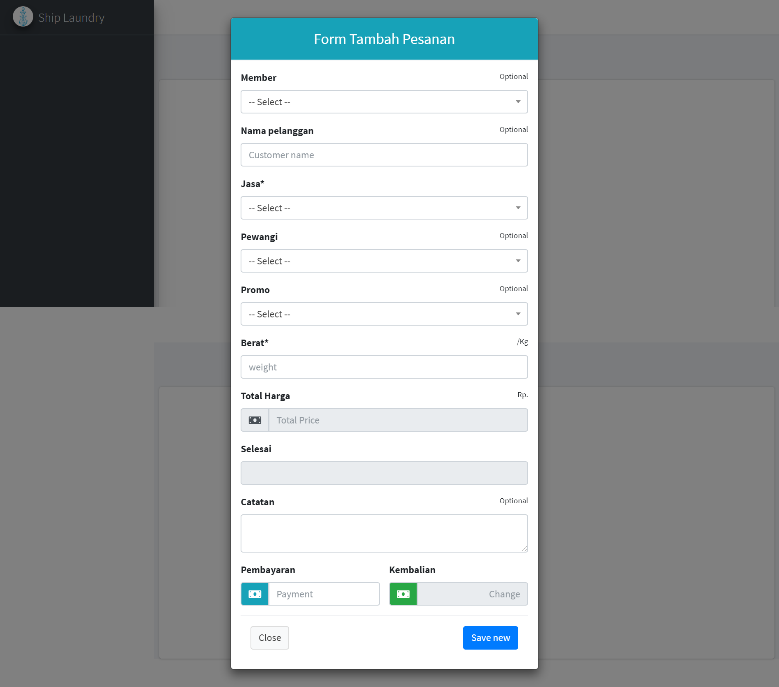 Ship Laundry
Form Tambah Pesanan
Member Optional
-- Select --
Nama pelanggan Optional
Customer name
Jasa*
-- Select --
Pewangi Optional
-- Select --
Promo Optional
-- Select --
Berat* /Kg
weight
Total Harga Rp.
Total Price
Selesai
Catatan Optional
Pembayaran Kembalian
Payment Change
Close Save new